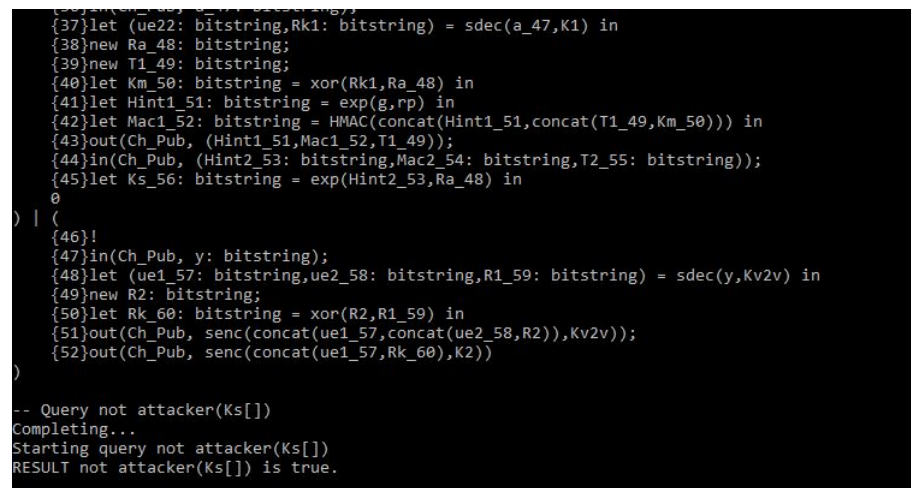 {37}let (ue22: bitstring,Rk1: bitstring) = sdec(a_47,K1) in
{38}new Ra_48: bitstring;
{39}new T1_49: bitstring;
{40}let Km_50: bitstring = xor(Rk1,Ra_48) in
{41}let Hint1_51: bitstring = exp(g,rp) in
{42}let Mac1_52: bitstring = HMAC(concat(Hint1_51,concat(T1_49,Km_50))) in
{43}out(Ch_Pub, (Hint1_51,Mac1_52,T1_49));
{44}in(Ch_Pub, (Hint2_53: bitstring,Mac2_54: bitstring,T2_55: bitstring));
{45}let Ks_56: bitstring = exp(Hint2_53,Ra_48) in
0
) | (
{46}!
{47}in(Ch_Pub, y: bitstring);
{48}let (ue1_57: bitstring,ue2_58: bitstring,R1_59: bitstring) = sdec(y,Kv2v) in
{49}new R2: bitstring;
{50}let Rk_60: bitstring = xor(R2,R1_59) in
{51}out(Ch_Pub, senc(concat(ue1_57,concat(ue2_58,R2)),Kv2v));
{52}out(Ch_Pub, senc(concat(ue1_57,Rk_60),K2))
)
-- Query not attacker(Ks[])
Completing...
Starting query not attacker(Ks[])
RESULT not attacker(Ks[]) is true.